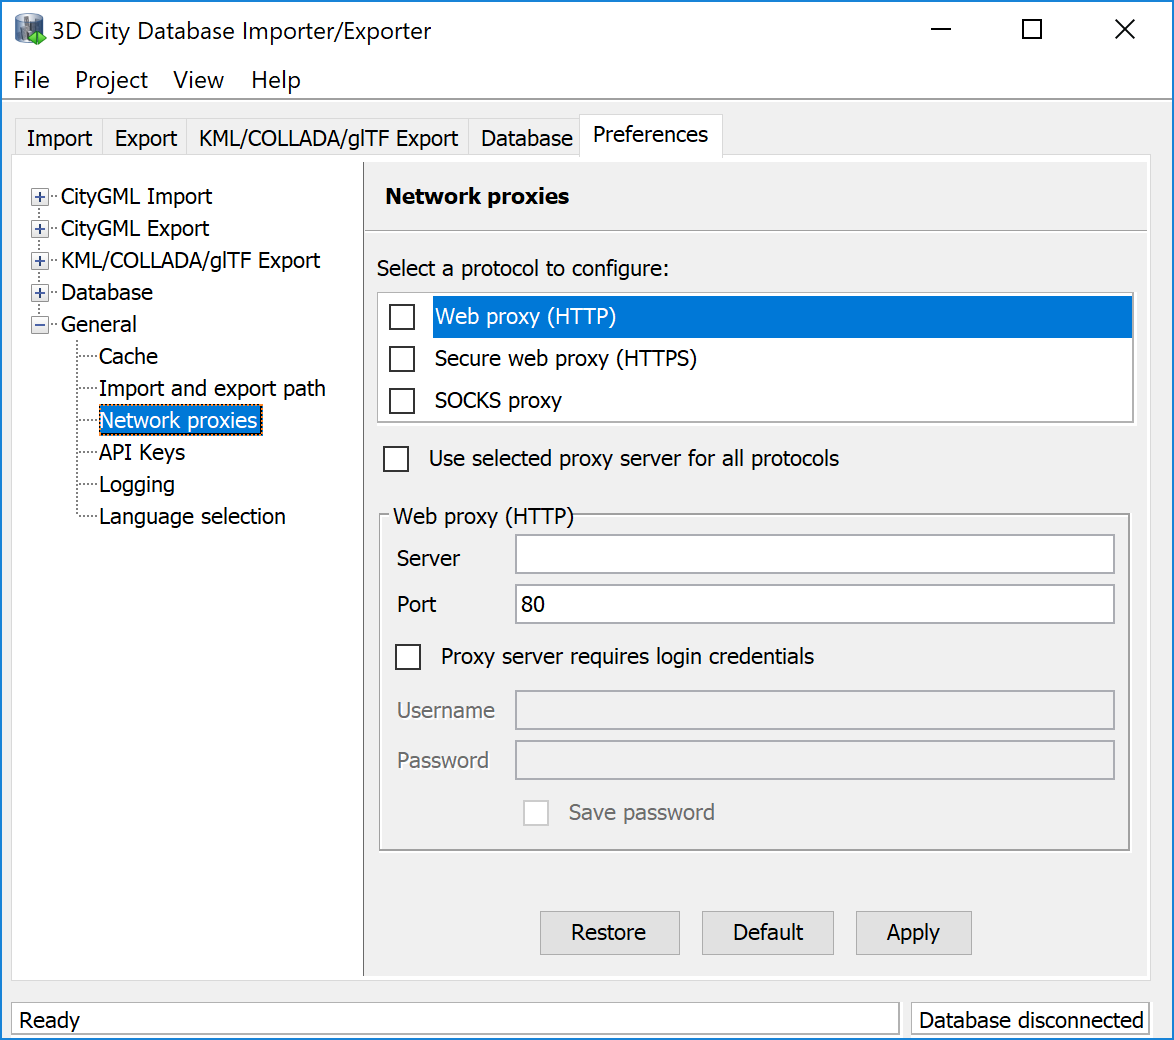 3D City Database Importer/Exporter
File Project View Help
Import Export KML/COLLADA/glTF Export Database Preferences
CityGML Import
CityGML Export
KML/COLLADA/glTF Export
Database
General
Cache
Import and export path
Network proxies
API Keys
Logging
Language selection
Network proxies
Select a protocol to configure:
Web proxy (HTTP)
Secure web proxy (HTTPS)
SOCKS proxy
Use selected proxy server for all protocols
Web proxy (HTTP)
Server
Port 80
Proxy server requires login credentials
Username
Password
Save password
Restore Default Apply
Ready Database disconnected